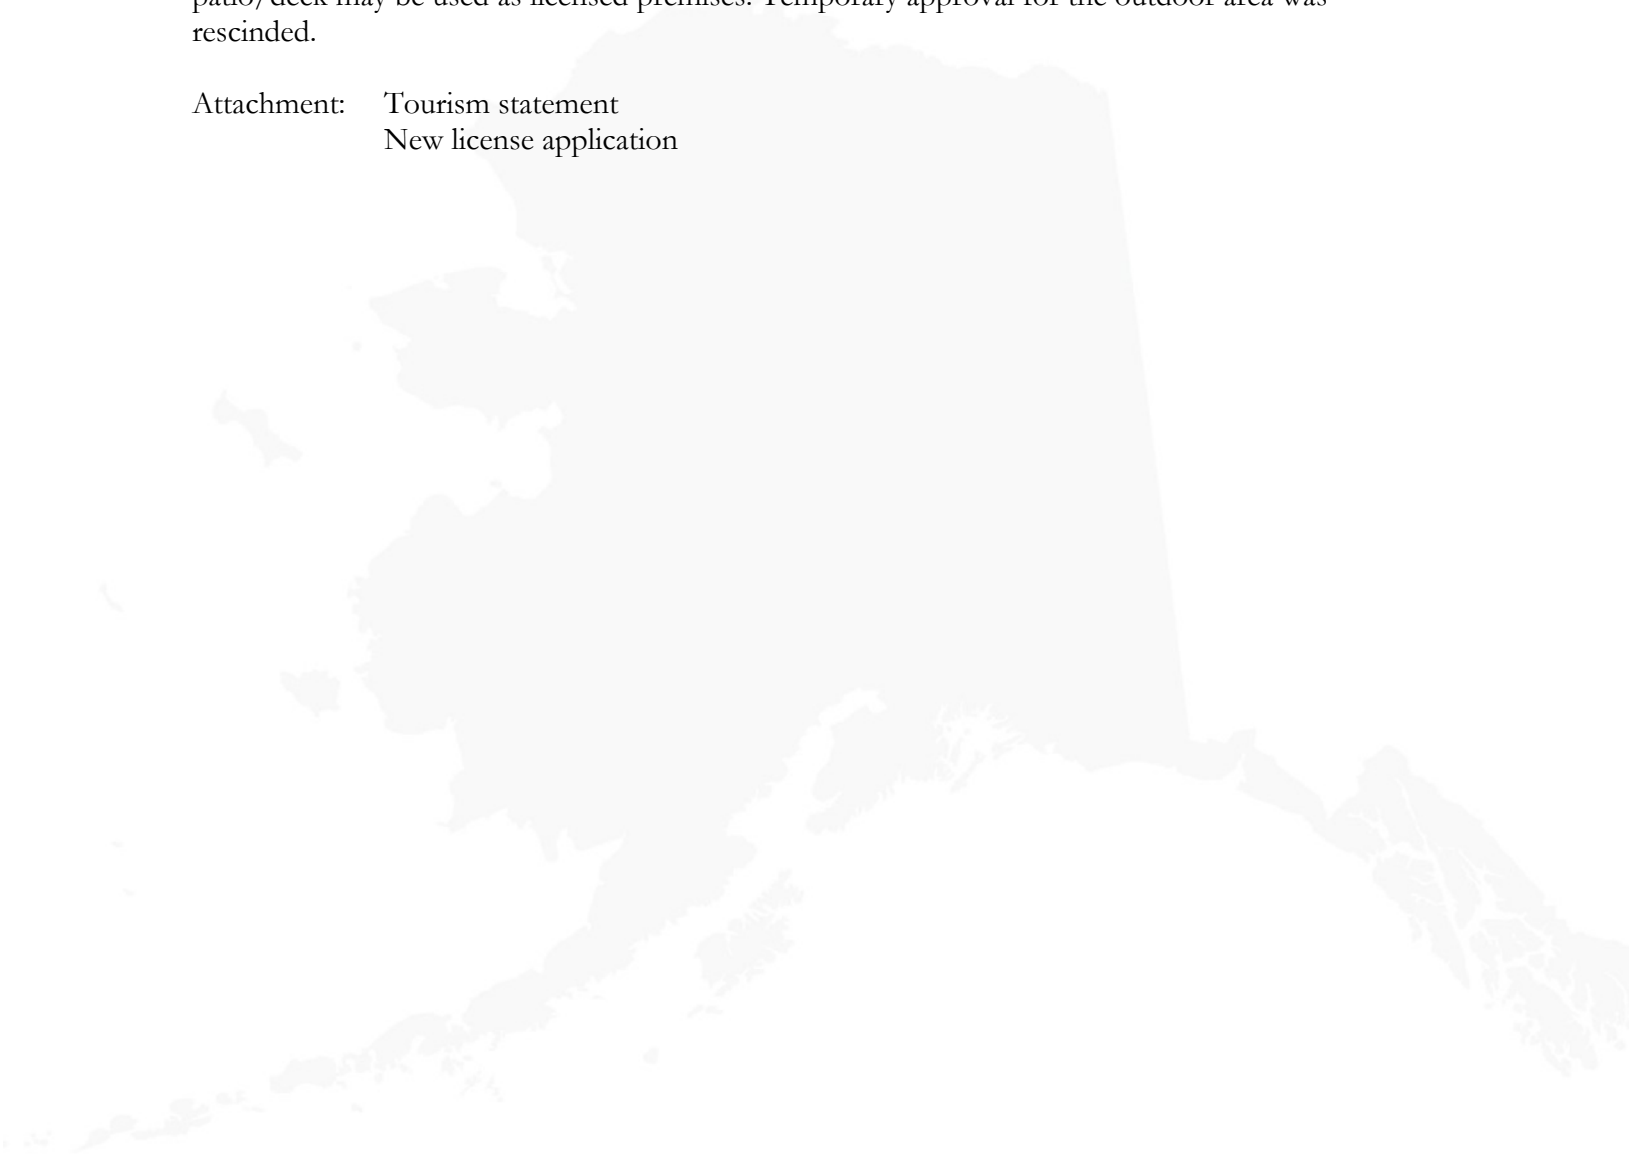 patio/deck may be used as licensed premises. Temporary approval for the outdoor area was
rescinded.
Attachment: Tourism statement
New license application